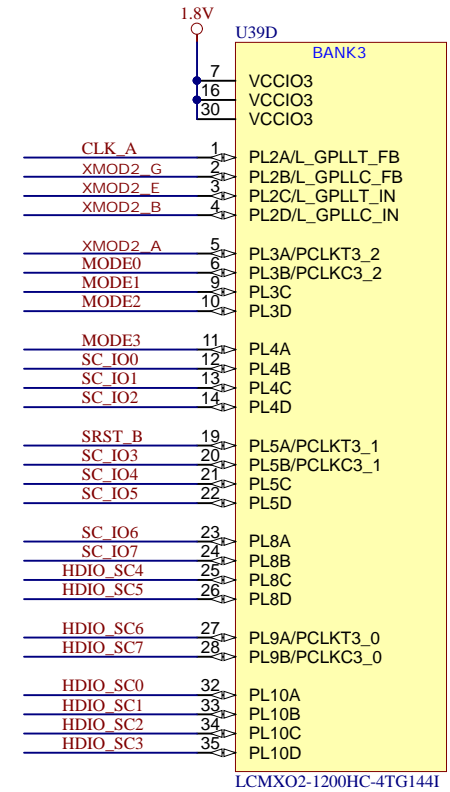 1.8V
U39D
BANK3
7 VCCIO3
16 VCCIO3
30 VCCIO3
CLK_A 1 PL2A/L_GPLLT_FB
XMOD2_G 2 PL2B/L_GPLLC_FB
XMOD2_E 3 PL2C/L_GPLLT_IN
XMOD2_B 4 PL2D/L_GPLLC_IN
XMOD2_A 5 PL3A/PCLKT3_2
MODE0 6 PL3B/PCLKC3_2
MODE1 9 PL3C
MODE2 10 PL3D
MODE3 11 PL4A
SC_IO0 12 PL4B
SC_IO1 13 PL4C
SC_IO2 14 PL4D
SRST_B 19 PL5A/PCLKT3_1
SC_IO3 20 PL5B/PCLKC3_1
SC_IO4 21 PL5C
SC_IO5 22 PL5D
SC_IO6 23 PL8A
SC_IO7 24 PL8B
HDIO_SC4 25 PL8C
HDIO_SC5 26 PL8D
HDIO_SC6 27 PL9A/PCLKT3_0
HDIO_SC7 28 PL9B/PCLKC3_0
HDIO_SC0 32 PL10A
HDIO_SC1 33 PL10B
HDIO_SC2 34 PL10C
HDIO_SC3 35 PL10D
LCMXO2-1200HC-4TG144I